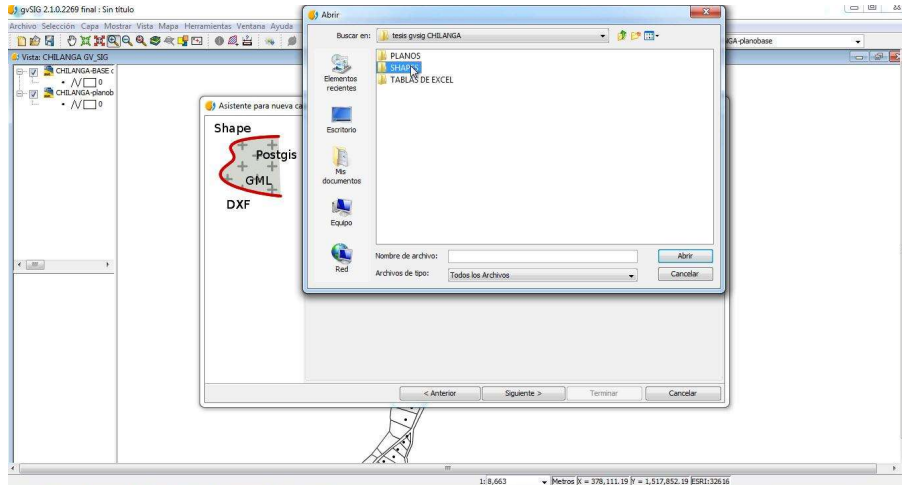 gvSIG 2.1.0.2269 final : Sin título
Archivo Selección Capa Mostrar Vista Mapa Herramientas Ventana Ayuda
GA-planobase
Vista: CHILANGA GV_SIG
CHILANGA-BASE c
0
CHILANGA-planob
0
Asistente para nueva ca
Shape
Postgis
GML
DXF
Abrir
Buscar en:
tesis gvsig CHILANGA
PLANOS
SHAPES
TABLAS DE EXCEL
Elementos
recientes
Escritorio
Mis
documentos
Equipo
Red
Nombre de archivo:
Abrir
Archivos de tipo:
Todos los Archivos
Cancelar
< Anterior
Siguiente >
Terminar
Cancelar
1: 8,663
Metros X = 378,111.19 Y = 1,517,852.19 ESRI:32616